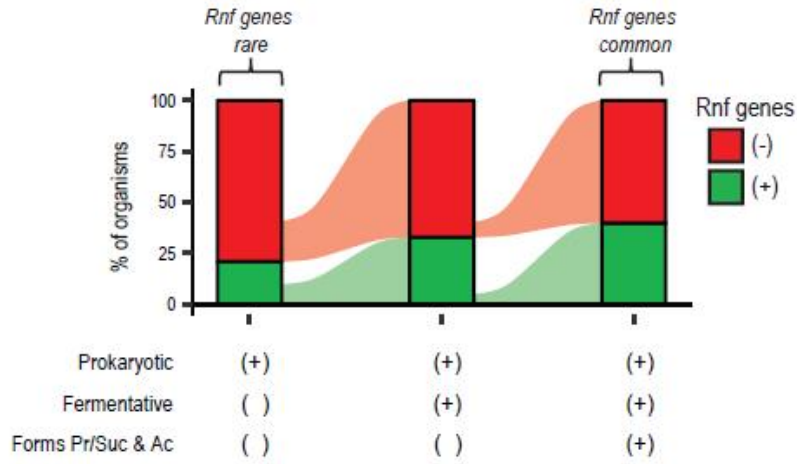 Rnf genes
rare
Rnf genes
common
100
75
50
25
0
% of organisms
Rnf genes
(-)
(+)
Prokaryotic (+) (+) (+)
Fermentative ( ) (+) (+)
Forms Pr/Suc & Ac ( ) ( ) (+)